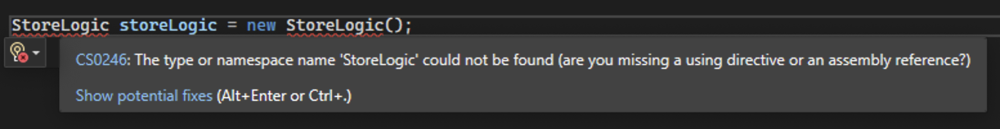 StoreLogic storeLogic = new StoreLogic();
CS0246: The type or namespace name 'StoreLogic' could not be found (are you missing a using directive or an assembly reference?)
Show potential fixes (Alt+Enter or Ctrl+.)